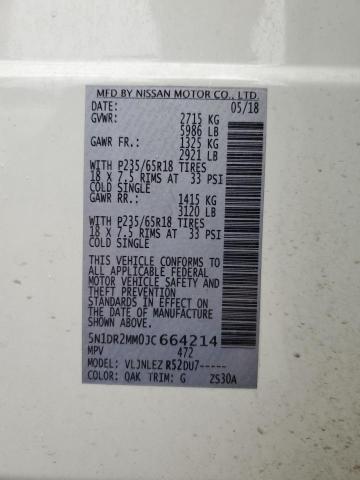 MFD BY NISSAN MOTOR CO., LTD.
DATE: 05/18
GVWR: 2715 KG
5986 LB
GAWR FR.: 1325 KG
2921 LB
WITH P235/65R18 TIRES
18 X 7.5 RIMS AT 33 PSI
COLD SINGLE
GAWR RR.: 1415 KG
3120 LB
WITH P235/65R18 TIRES
18 X 7.5 RIMS AT 33 PSI
COLD SINGLE
THIS VEHICLE CONFORMS TO
ALL APPLICABLE FEDERAL
MOTOR VEHICLE SAFETY
AND THEFT PREVENTION
STANDARDS IN EFFECT ON
THE DATE OF MANUFACTURE
SHOWN ABOVE
5N1DR2MM0JC664214
MPV 472
MODEL: VLJNLEZ R52DU7-----
COLOR: QAK TRIM: G ZS30A